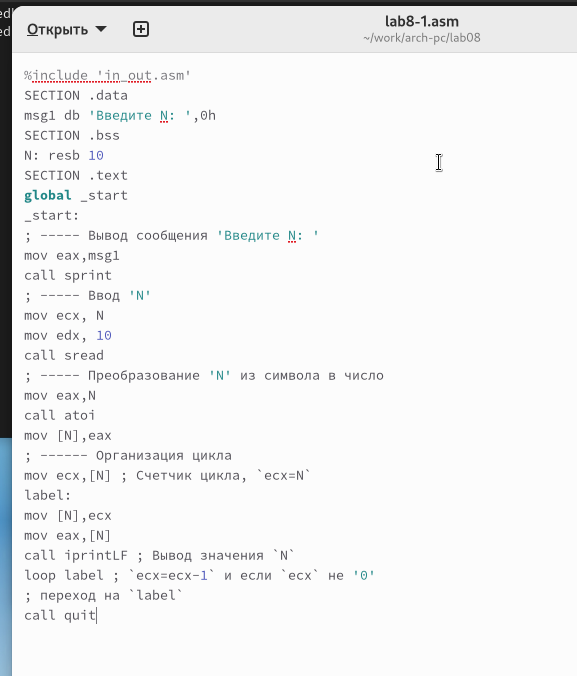 ed
ed
Открыть
lab8-1.asm
~/work/arch-pc/lab08
%include 'in_out.asm'
SECTION .data
msg1 db 'Введите N: ',0h
SECTION .bss
N: resb 10
SECTION .text
global _start
_start:
; ----- Вывод сообщения 'Введите N: '
mov eax,msg1
call sprint
; ----- Ввод 'N'
mov ecx, N
mov edx, 10
call sread
; ----- Преобразование 'N' из символа в число
mov eax,N
call atoi
mov [N],eax
; ------ Организация цикла
mov ecx,[N] ; Счетчик цикла, `ecx=N`
label:
mov [N],ecx
mov eax,[N]
call iprintLF ; Вывод значения `N`
loop label ; `ecx=ecx-1` и если `ecx` не '0'
; переход на `label`
call quit